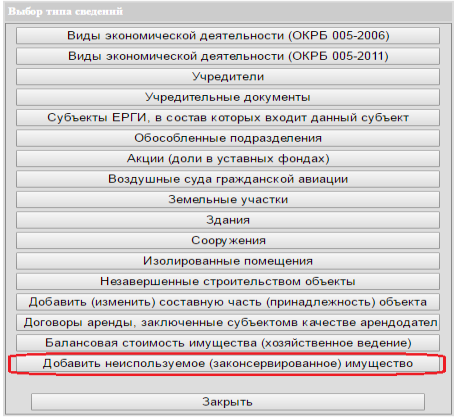 Выбор типа сведений
Виды экономической деятельности (ОКРБ 005-2006)
Виды экономической деятельности (ОКРБ 005-2011)
Учредители
Учредительные документы
Субъекты ЕРГИ, в состав которых входит данный субъект
Обособленные подразделения
Акции (доли в уставных фондах)
Воздушные суда гражданской авиации
Земельные участки
Здания
Сооружения
Изолированные помещения
Незавершенные строительством объекты
Добавить (изменить) составную часть (принадлежность) объекта
Договоры аренды, заключенные субъектомв качестве арендодател
Балансовая стоимость имущества (хозяйственное ведение)
Добавить неиспользуемое (законсервированное) имущество
Закрыть